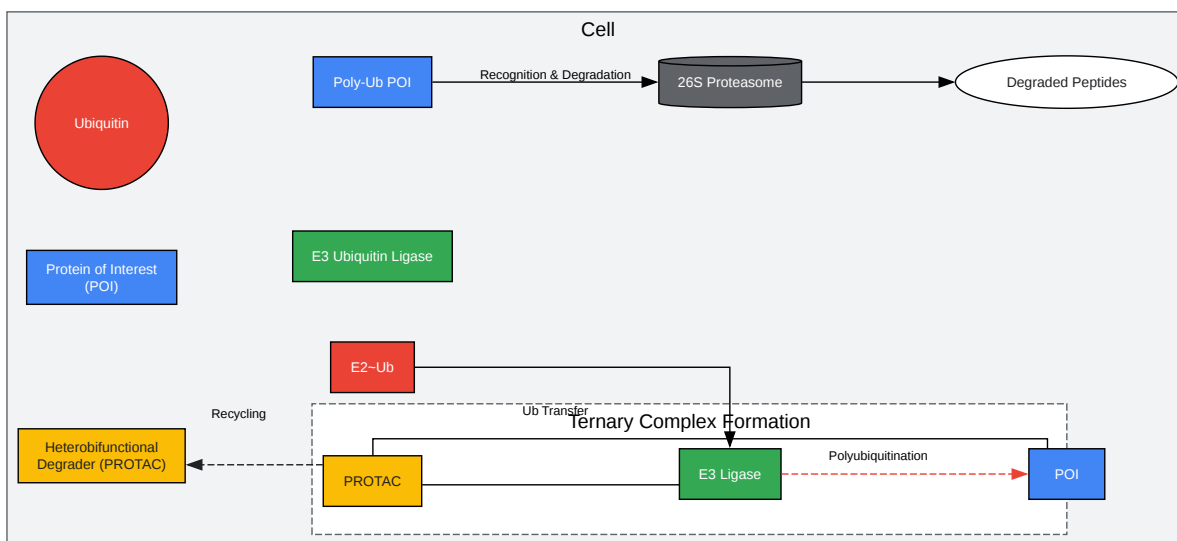 Cell
Ubiquitin
Poly-Ub POI
Recognition & Degradation
26S Proteasome
Degraded Peptides
Protein of Interest
(POI)
E3 Ubiquitin Ligase
E2~Ub
Recycling
Ub Transfer
Ternary Complex Formation
Heterobifunctional
Degrader (PROTAC)
PROTAC
E3 Ligase
Polyubiquitination
POI